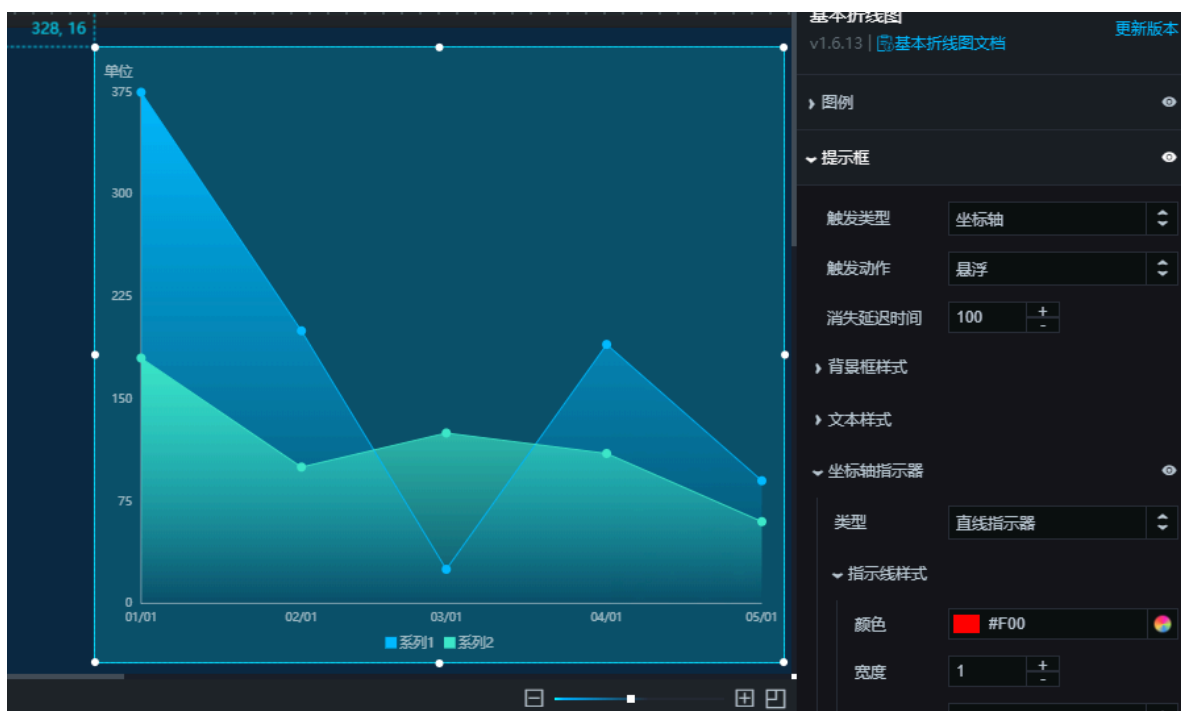 328, 16
单位
375
300
225
150
75
0
01/01 02/01 03/01 04/01 05/01
系列1 系列2
基本折线图
更新版本
v1.6.13 | 基本折线图文档
图例
提示框
触发类型 坐标轴
触发动作 悬浮
消失延迟时间 100 + -
背景框样式
文本样式
坐标轴指示器
类型 直线指示器
指示线样式
颜色 #F00
宽度 1 + -